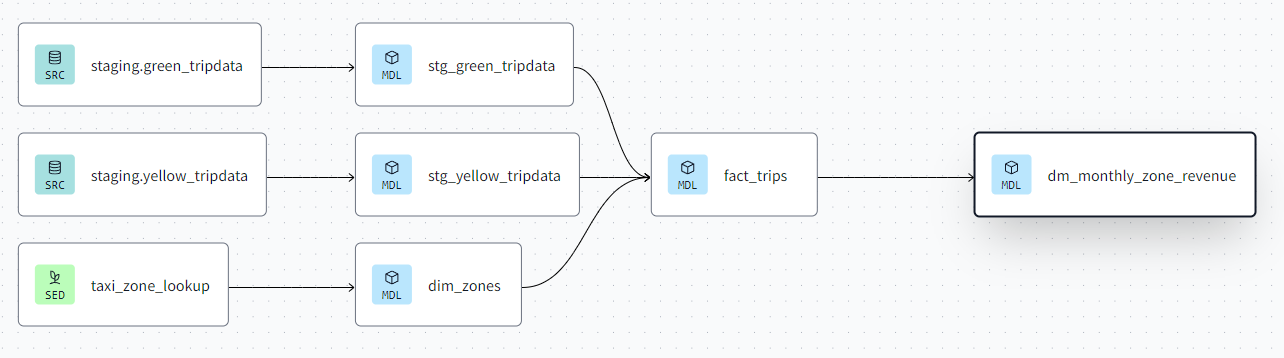 SRC
staging.green_tripdata
MDL
stg_green_tripdata
SRC
staging.yellow_tripdata
MDL
stg_yellow_tripdata
MDL
fact_trips
MDL
dm_monthly_zone_revenue
SED
taxi_zone_lookup
MDL
dim_zones